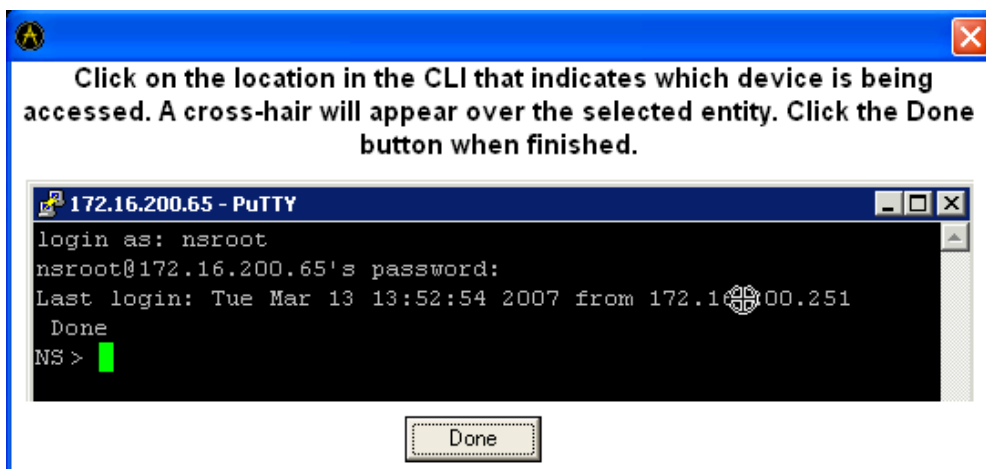 Click on the location in the CLI that indicates which device is being
accessed. A cross-hair will appear over the selected entity. Click the Done
button when finished.
172.16.200.65 - PuTTY
login as: nsroot
nsroot@172.16.200.65's password:
Last login: Tue Mar 13 13:52:54 2007 from
Done
NS >
Done